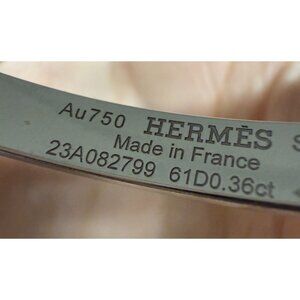 Au750 HERMÈS S
Made in France
23A082799 61D0.36ct